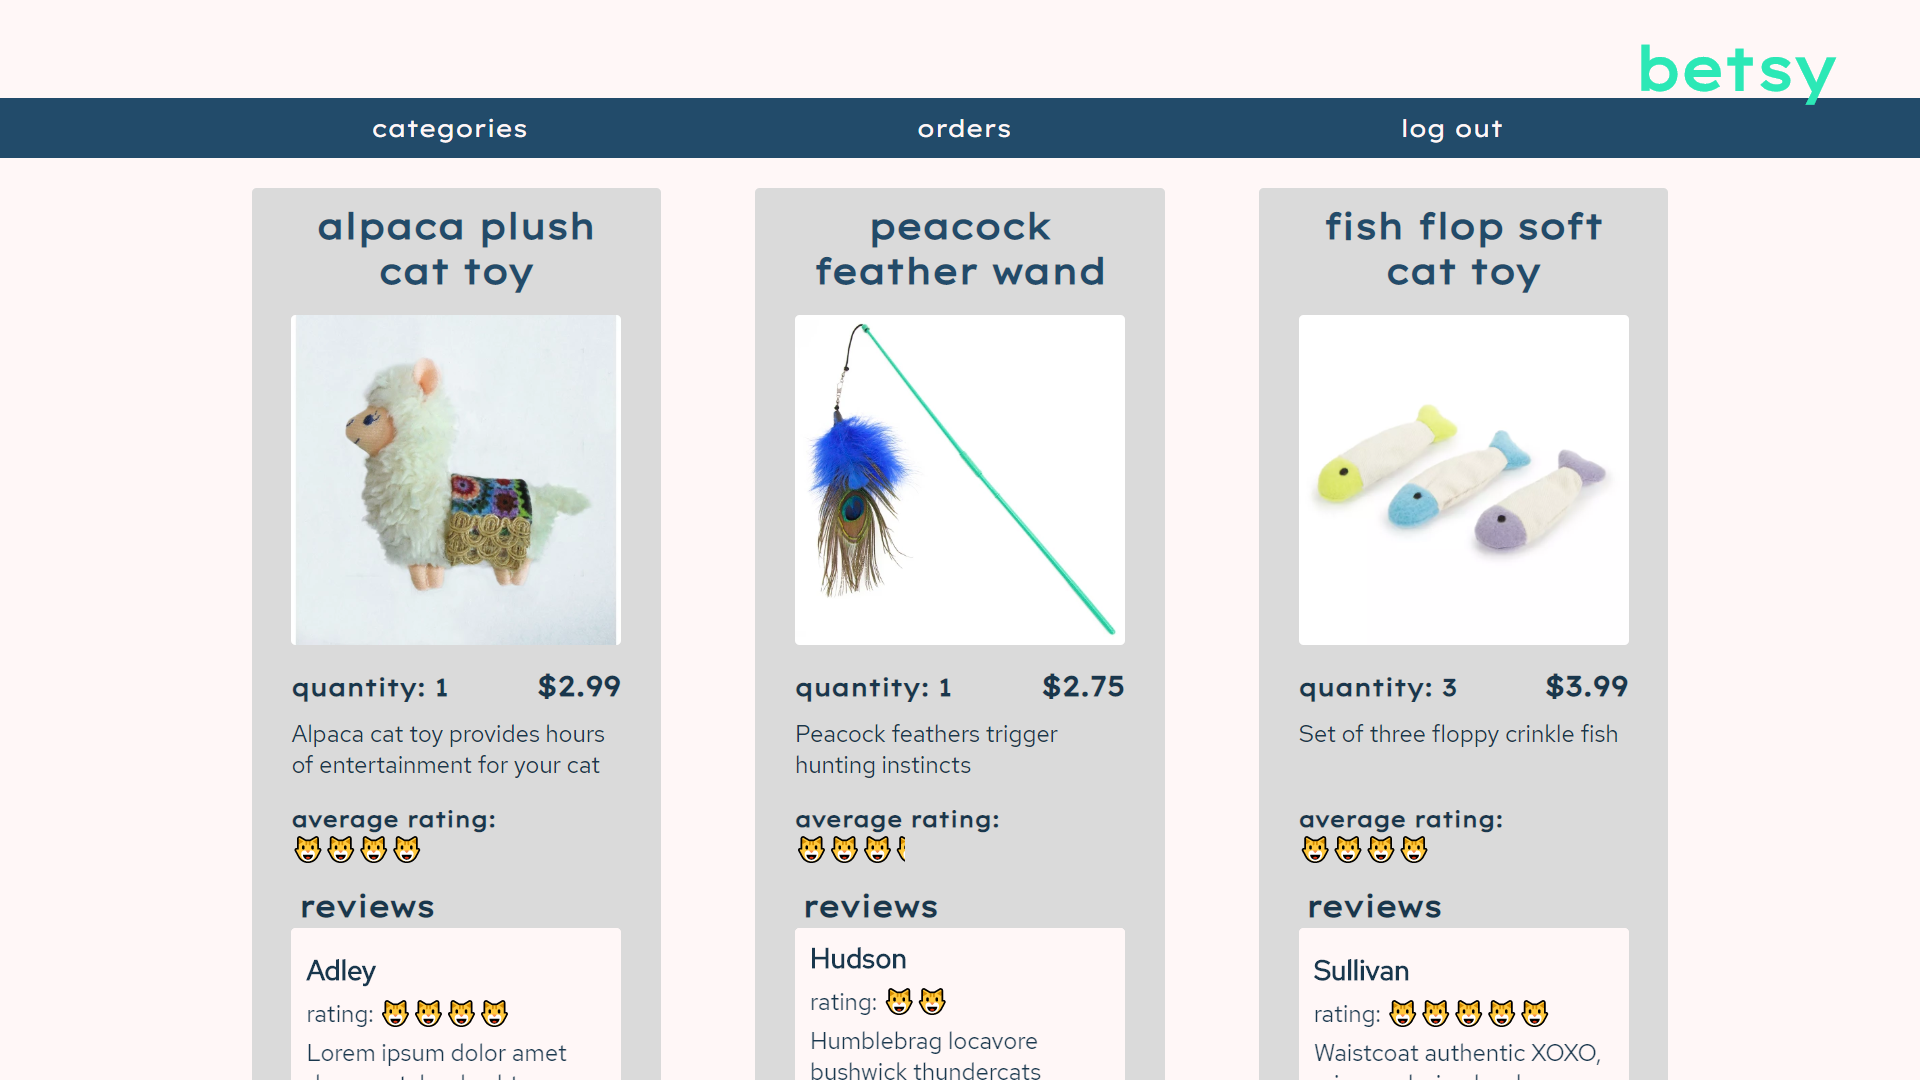 betsy
categories
orders
log out
alpaca plush
cat toy
quantity: 1
$2.99
Alpaca cat toy provides hours
of entertainment for your cat
average rating:
reviews
Adley
rating:
Lorem ipsum dolor amet
peacock
feather wand
quantity: 1
$2.75
Peacock feathers trigger
hunting instincts
average rating:
reviews
Hudson
rating:
Humblebrag locavore
bushwick thundercats
fish flop soft
cat toy
quantity: 3
$3.99
Set of three floppy crinkle fish
average rating:
reviews
Sullivan
rating:
Waistcoat authentic XOXO,